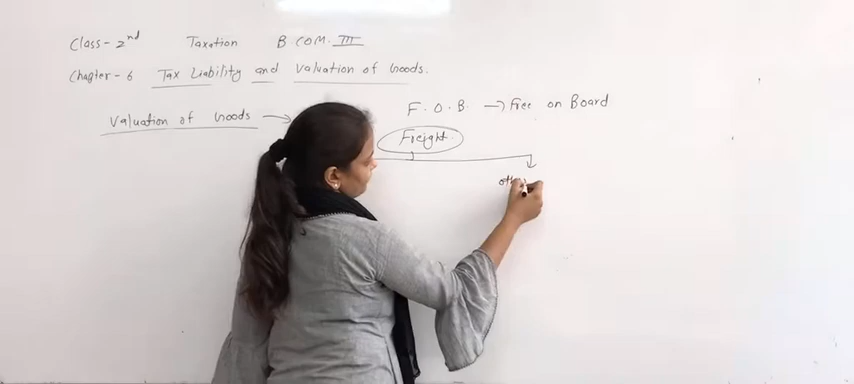 Class-2nd Taxation B COM. III
Chapter-6 Tax Liability and Valuation of Goods.
F.O.B. → Free on Board
Valuation of Goods →
Freight